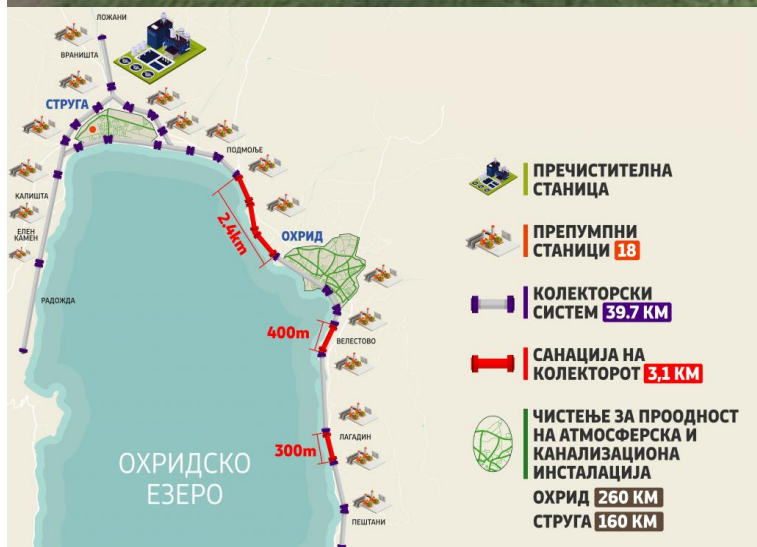 ЛОЖАНИ
ВРАНИШТА
СТРУГА
ПОДМОЉЕ
КАЛИШТА
ЕЛЕН
КАМЕН
РАДОЖДА
2.4km
ОХРИД
400m
ВЕЛЕСТОВО
300m
ЛАГАДИН
ПЕШТАНИ
ОХРИДСКО
ЕЗЕРО
ПРЕЧИСТИТЕЛНА
СТАНИЦА
ПРЕПУМПНИ
СТАНИЦИ 18
КОЛЕКТОРСКИ
СИСТЕМ 39.7 КМ
САНАЦИЈА НА
КОЛЕКТОРОТ 3,1 КМ
ЧИСТЕЊЕ ЗА ПРООДНОСТ
НА АТМОСФЕРСКА И
КАНАЛИЗАЦИОНА
ИНСТАЛАЦИЈА
ОХРИД 260 КМ
СТРУГА 160 КМ